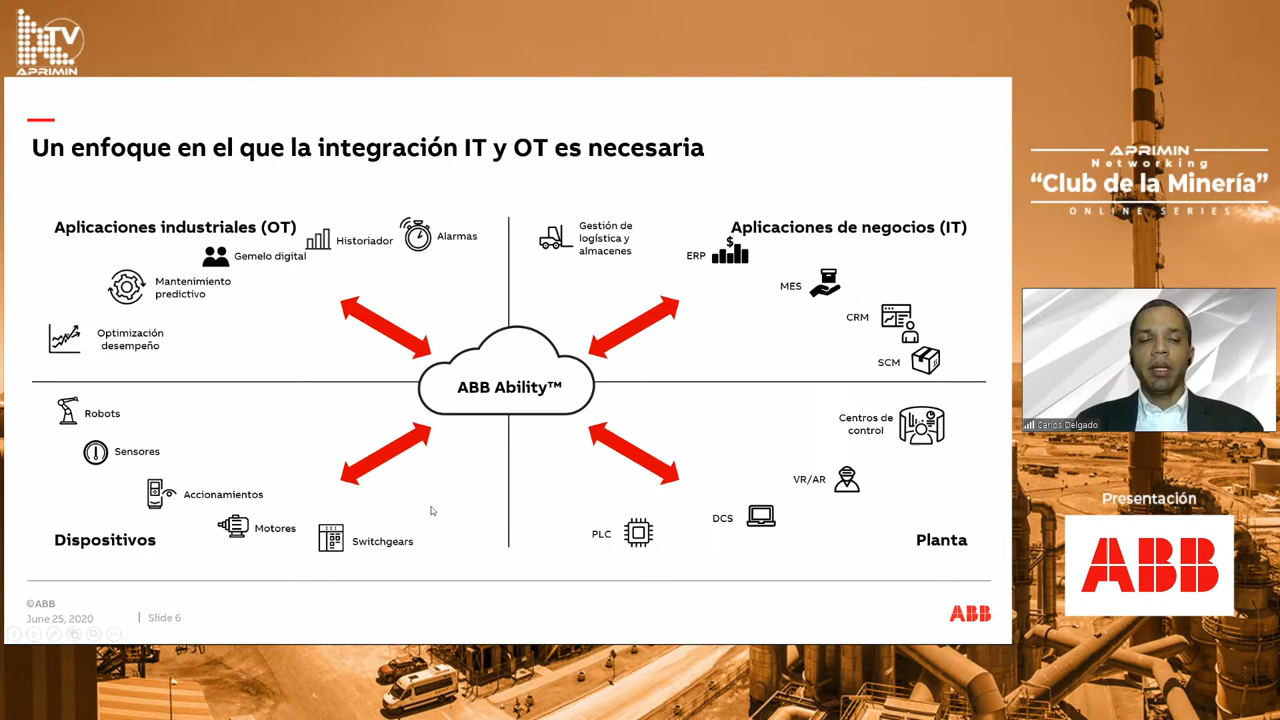 TV
APRIMIN
Un enfoque en el que la integración IT y OT es necesaria
Aplicaciones industriales (OT)
Historiador
Alarmas
Gemelo digital
Mantenimiento
predictivo
Optimización
desempeño
Gestión de
logística y
almacenes
Aplicaciones de negocios (IT)
$
ERP
MES
CRM
SCM
ABB Ability™
Robots
Sensores
Accionamientos
Motores
Switchgears
Dispositivos
Centros de
control
VR/AR
DCS
PLC
Planta
©ABB
June 25, 2020
Slide 6
ABB
APRIMIN
Networking
“Club de la Minería”
ONLINE SERIES
Carlos Delgado
Presentación
ABB